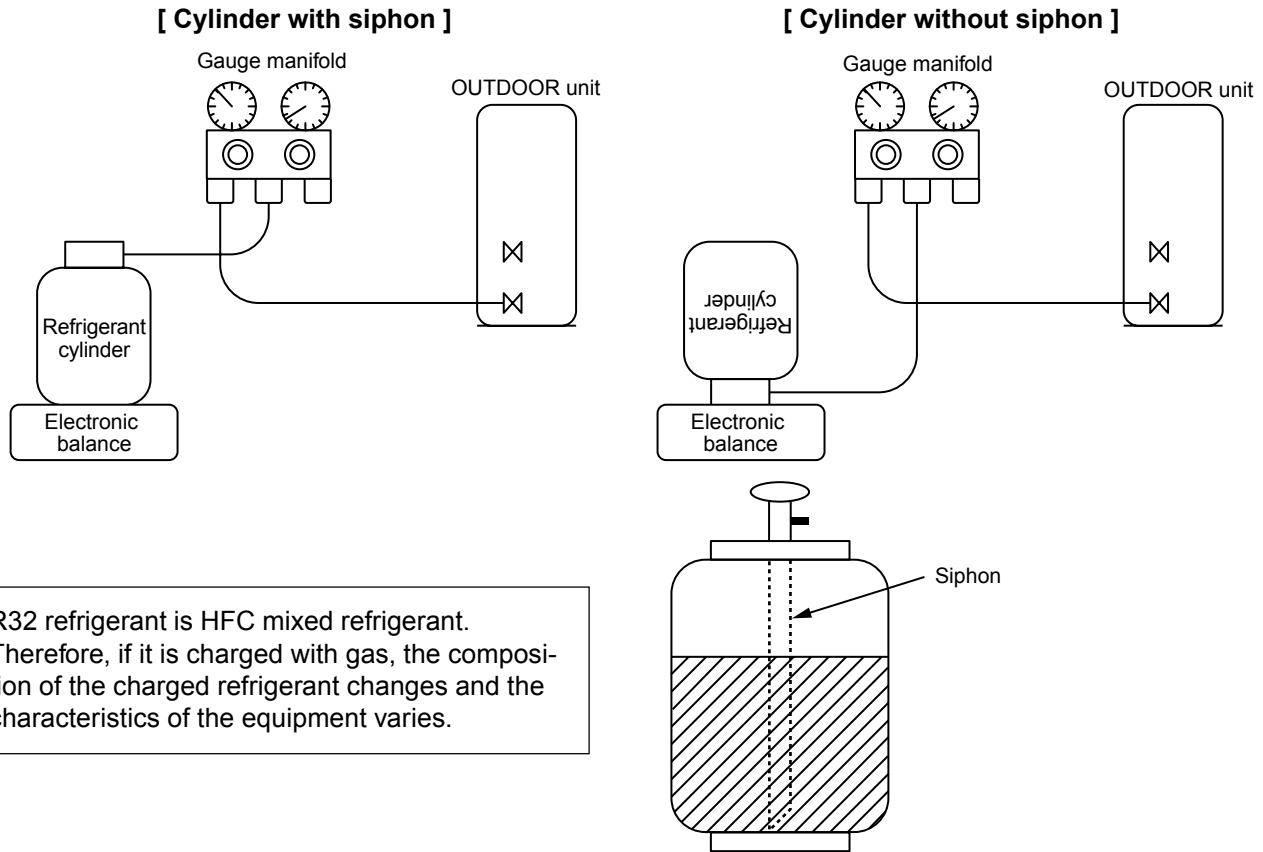 [ Cylinder with siphon ]
Gauge manifold
OUTDOOR unit
Refrigerant
cylinder
Electronic
balance
[ Cylinder without siphon ]
Gauge manifold
OUTDOOR unit
Refrigerant
cylinder
Electronic
balance
Siphon
R32 refrigerant is HFC mixed refrigerant.
Therefore, if it is charged with gas, the composi-
tion of the charged refrigerant changes and the
characteristics of the equipment varies.